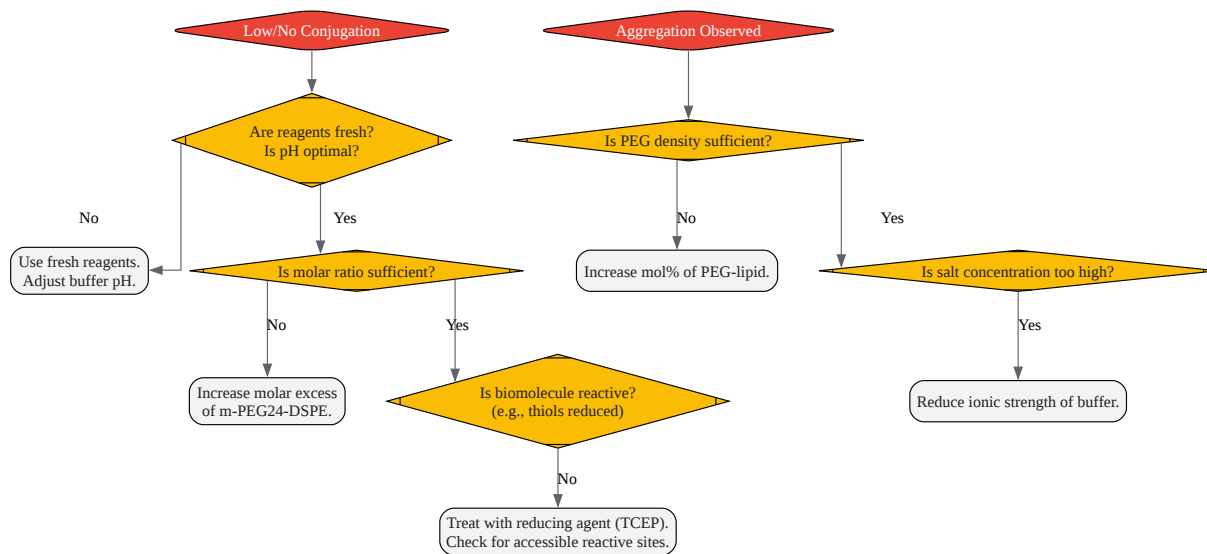 Low/No Conjugation
Aggregation Observed
Are reagents fresh?
Is pH optimal?
Is PEG density sufficient?
No
Yes
No
Yes
Use fresh reagents.
Adjust buffer pH.
Is molar ratio sufficient?
Increase mol% of PEG-lipid.
Is salt concentration too high?
No
Yes
Yes
Increase molar excess
of m-PEG24-DSPE.
Is biomolecule reactive?
(e.g., thiols reduced)
Reduce ionic strength of buffer.
No
Treat with reducing agent (TCEP).
Check for accessible reactive sites.